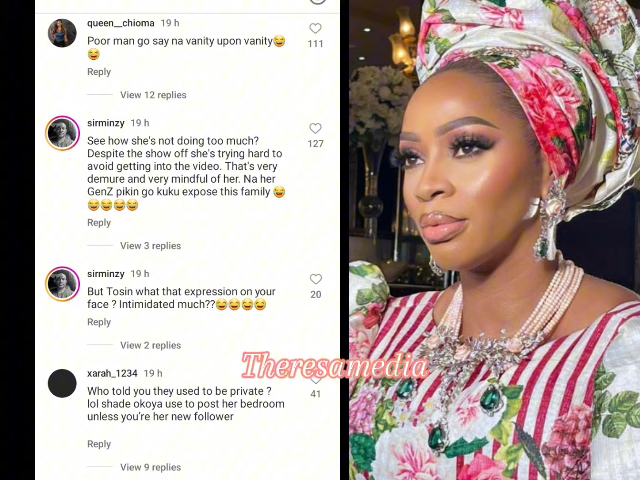 queen__chioma 19 h
Poor man go say na vanity upon vanity😂
😂
111
Reply
View 12 replies
sirminzy 19 h
See how she's not doing too much?
Despite the show off she's trying hard to
avoid getting into the video. That's very
demure and very mindful of her. Na her
GenZ pikin go kuku expose this family 😂
😂😂😂😂
127
Reply
View 3 replies
sirminzy 19 h
But Tosin what that expression on your
face ? Intimidated much??😂😂😂😂
20
Reply
View 2 replies
Theresamedia
xarah_1234 19 h
Who told you they used to be private ?
lol shade okoya use to post her bedroom
unless you're her new follower
41
Reply
View 9 replies